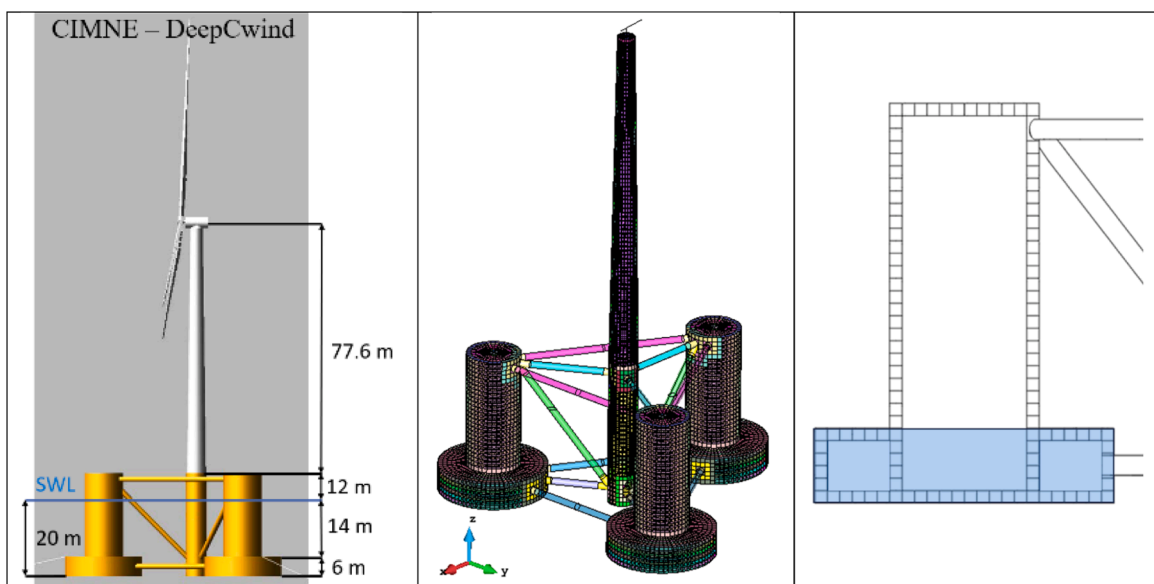 CIMNE – DeepCwind
77.6 m
SWL
12 m
20 m
14 m
6 m
z
x
y